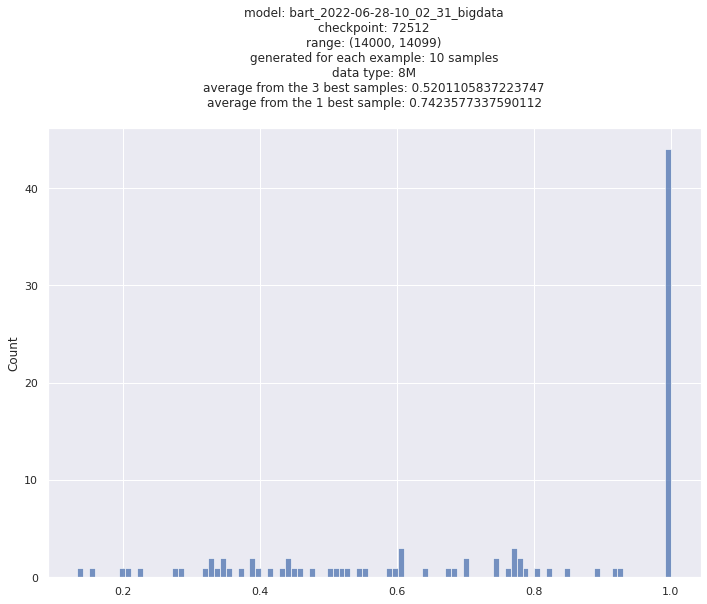 model: bart_2022-06-28-10_02_31_bigdata
checkpoint: 72512
range: (14000, 14099)
generated for each example: 10 samples
data type: 8M
average from the 3 best samples: 0.5201105837223747
average from the 1 best sample: 0.7423577337590112
40
30
20
10
0
Count
0.2 0.4 0.6 0.8 1.0